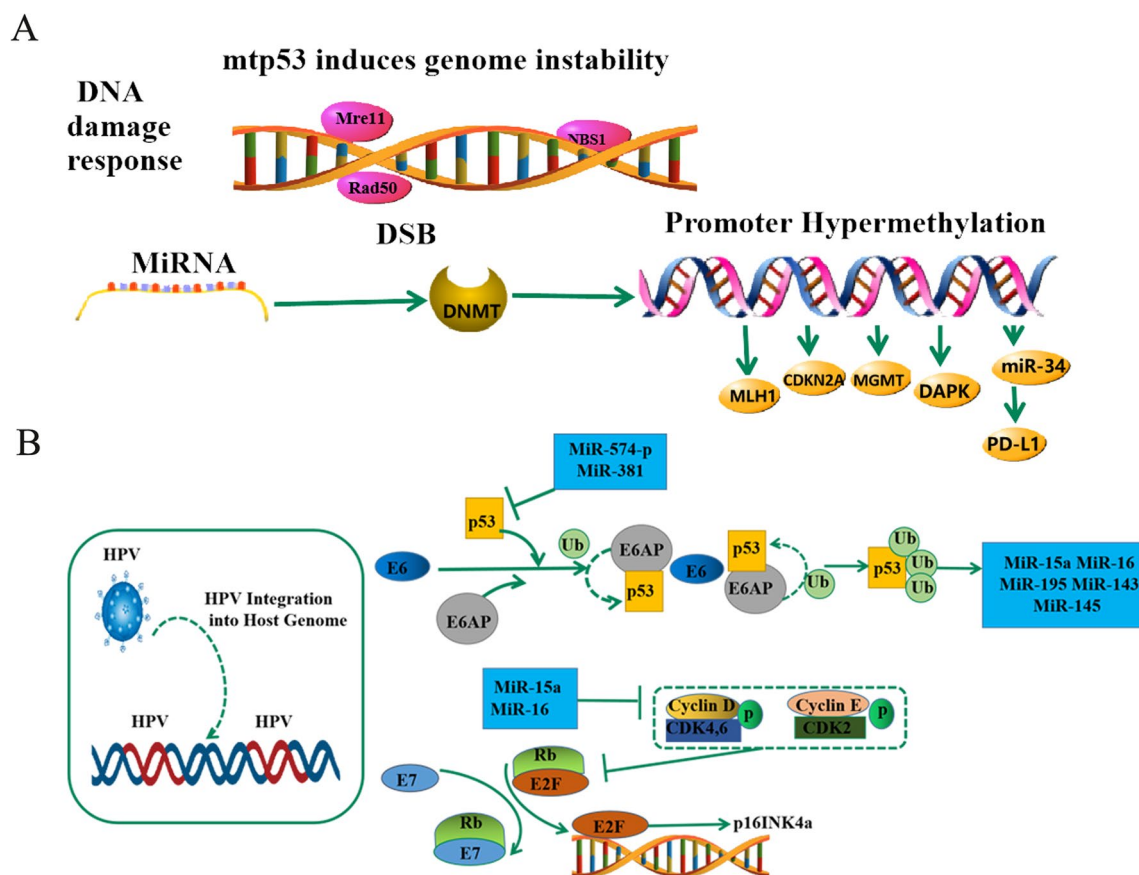 A
mtp53 induces genome instability
DNA
damage
response
Mre11
NBS1
Rad50
DSB
Promoter Hypermethylation
MiRNA
DNMT
MLH1
CDKN2A
MGMT
DAPK
miR-34
PD-L1
B
MiR-574-p
MiR-381
p53
HPV
HPV Integration
into Host Genome
HPV
HPV
E6
E6AP
Ub
E6AP
p53
E6
p53
E6AP
Ub
p53
Ub
Ub
Ub
MiR-15a MiR-16
MiR-195 MiR-143
MiR-145
MiR-15a
MiR-16
Cyclin D
CDK4,6
p
Cyclin E
CDK2
p
E7
Rb
E2F
Rb
E7
E2F
p16INK4a